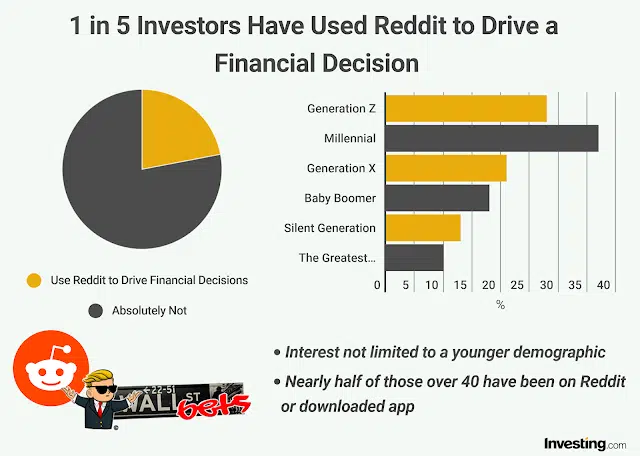 1 in 5 Investors Have Used Reddit to Drive a
Financial Decision
Use Reddit to Drive Financial Decisions
Absolutely Not
Generation Z
Millennial
Generation X
Baby Boomer
Silent Generation
The Greatest...
0 5 10 15 20 25 30 35 40
%
22-51
WALL ST
bets
©
• Interest not limited to a younger demographic
• Nearly half of those over 40 have been on Reddit
or downloaded app
Investing.com